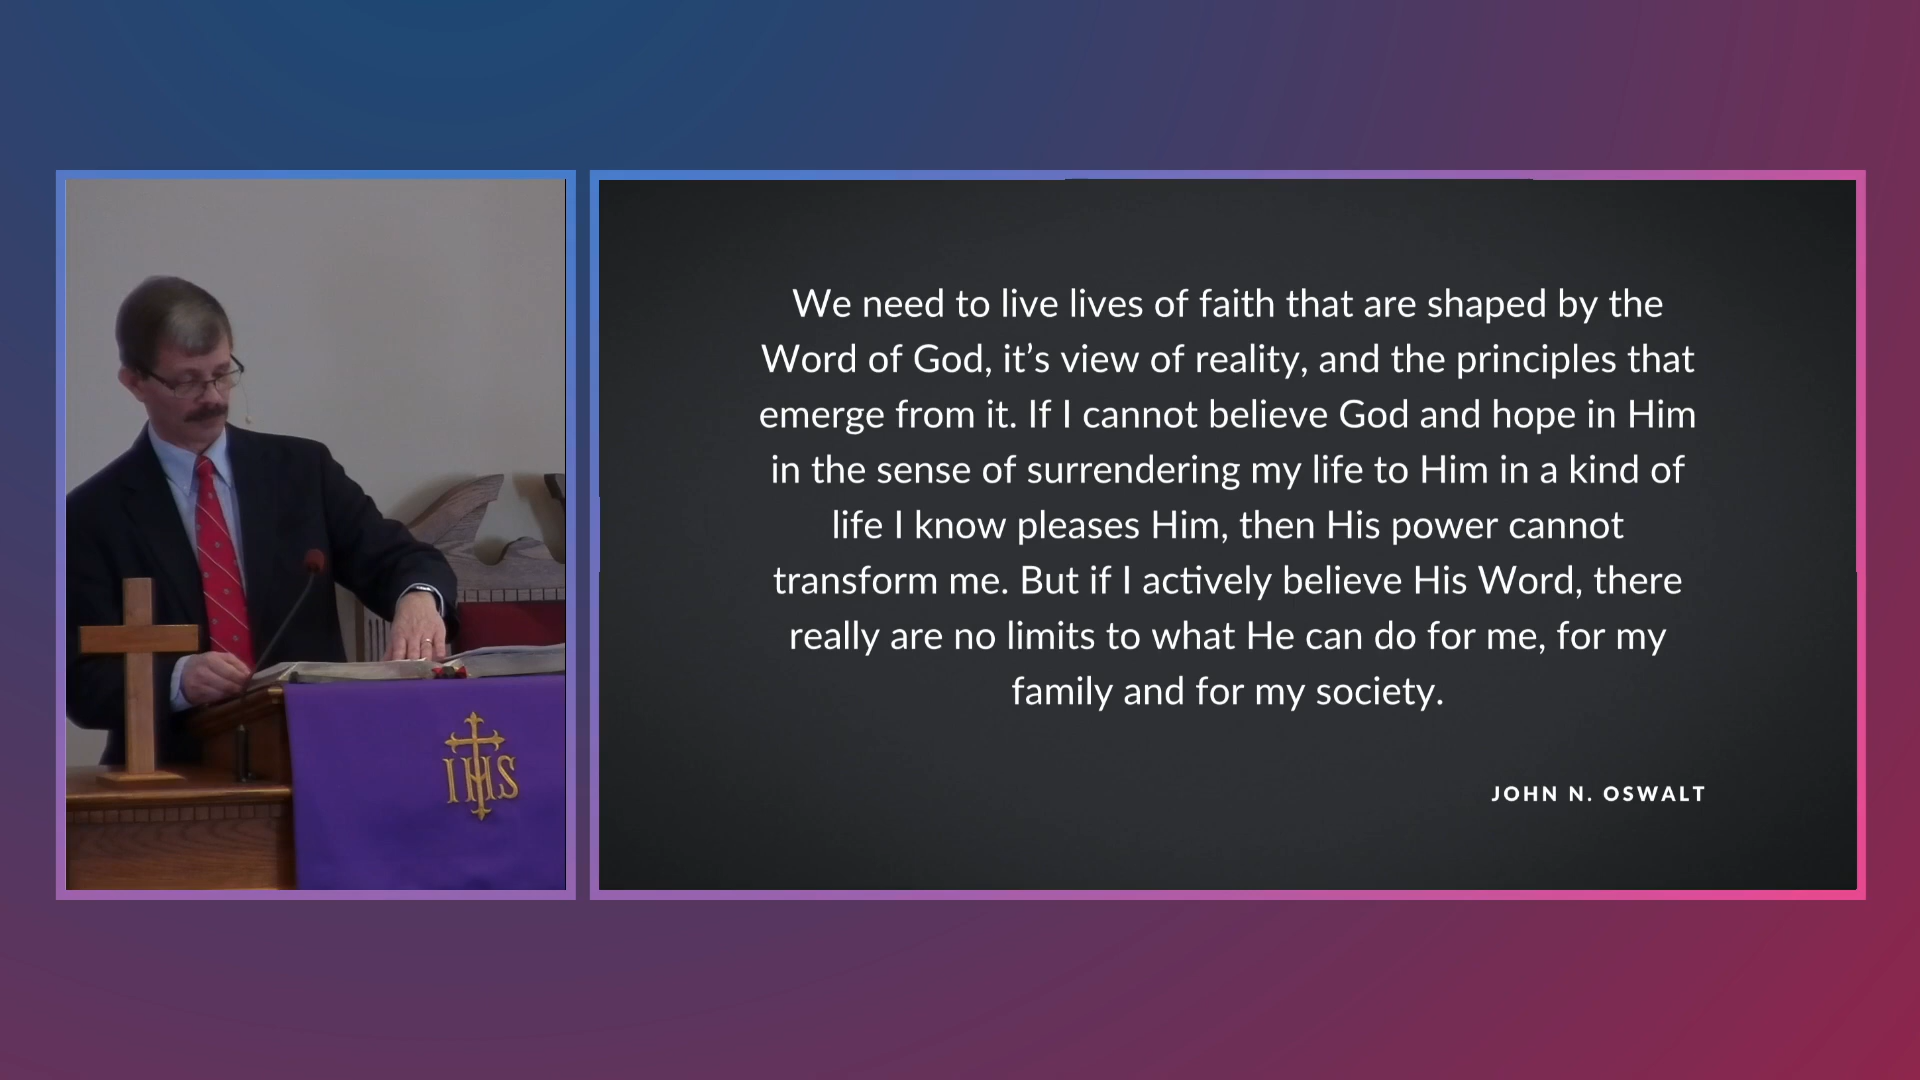 We need to live lives of faith that are shaped by the
Word of God, it’s view of reality, and the principles that
emerge from it. If I cannot believe God and hope in Him
in the sense of surrendering my life to Him in a kind of
life I know pleases Him, then His power cannot
transform me. But if I actively believe His Word, there
really are no limits to what He can do for me, for my
family and for my society.
JOHN N. OSWALT
IHS